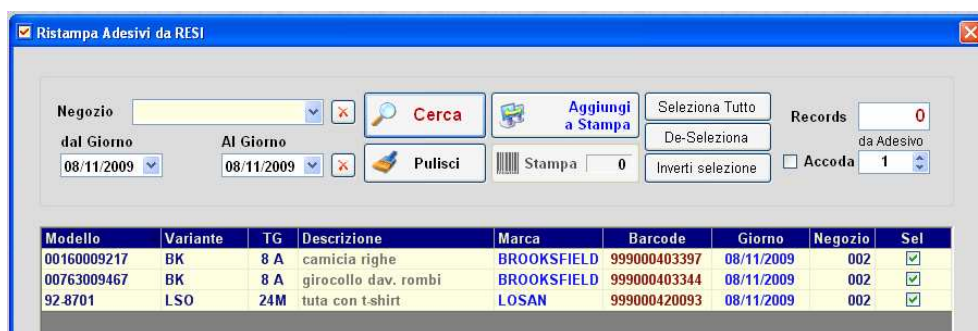 Ristampa Adesivi da RESI
Negozio
Cerca
Aggiungi
a Stampa
Seleziona Tutto
Records 0
dal Giorno
Al Giorno
De-Seleziona
da Adesivo
08/11/2009
08/11/2009
Pulisci
Stampa 0
Inverti selezione
Accoda 1
Modello Variante TG Descrizione Marca Barcode Giorno Negozio Sel
00160009217 BK 8 A camicia righe BROOKSFIELD 999000403397 08/11/2009 002
00763009467 BK 8 A girocollo dav. rombi BROOKSFIELD 999000403344 08/11/2009 002
92-8701 LSO 24M tuta con t-shirt LOSAN 999000420093 08/11/2009 002